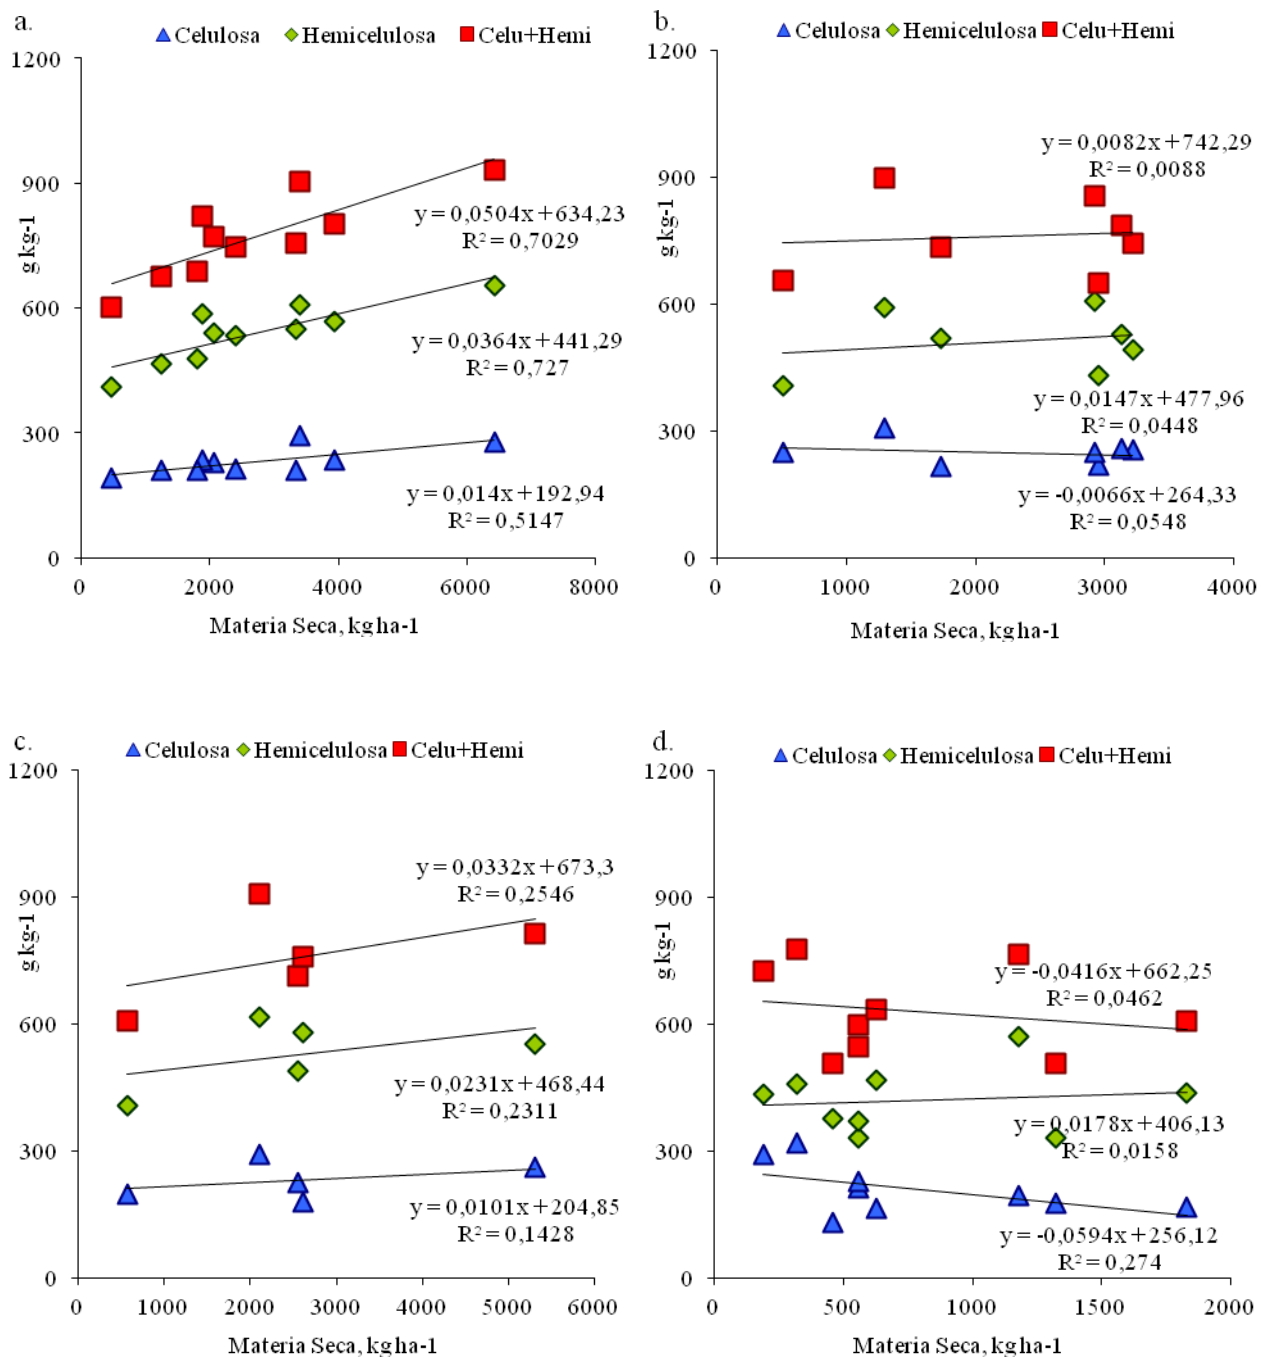 a.
Celulosa Hemicelulosa Celu+Hemi
1200
900
600
300
0
g kg-1
y = 0,0504x + 634,23
R² = 0,7029
y = 0,0364x + 441,29
R² = 0,727
y = 0,014x + 192,94
R² = 0,5147
0 2000 4000 6000 8000
Materia Seca, kg ha-1
b.
Celulosa Hemicelulosa Celu+Hemi
1200
900
600
300
0
g kg-1
y = 0,0082x + 742,29
R² = 0,0088
y = 0,0147x + 477,96
R² = 0,0448
y = -0,0066x + 264,33
R² = 0,0548
0 1000 2000 3000 4000
Materia Seca, kg ha-1
c.
Celulosa Hemicelulosa Celu+Hemi
1200
900
600
300
0
g kg-1
y = 0,0332x + 673,3
R² = 0,2546
y = 0,0231x + 468,44
R² = 0,2311
y = 0,0101x + 204,85
R² = 0,1428
0 1000 2000 3000 4000 5000 6000
Materia Seca, kg ha-1
d.
Celulosa Hemicelulosa Celu+Hemi
1200
900
600
300
0
g kg-1
y = -0,0416x + 662,25
R² = 0,0462
y = 0,0178x + 406,13
R² = 0,0158
y = -0,0594x + 256,12
R² = 0,274
0 500 1000 1500 2000
Materia Seca, kg ha-1